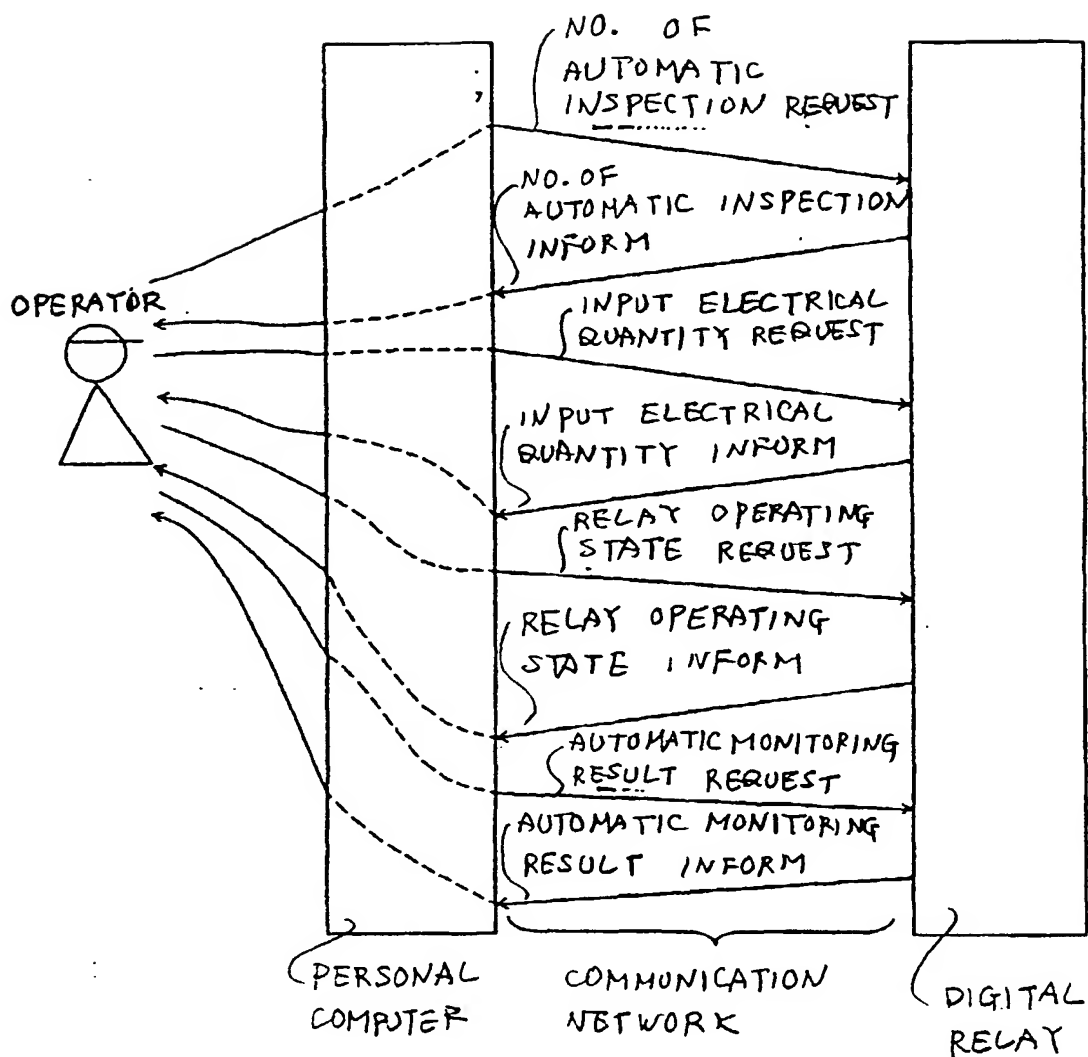 NO. OF
AUTOMATIC
INSPECTION REQUEST
NO. OF
AUTOMATIC INSPECTION
INFORM
OPERATOR
INPUT ELECTRICAL
QUANTITY REQUEST
INPUT ELECTRICAL
QUANTITY INFORM
RELAY OPERATING
STATE REQUEST
RELAY OPERATING
STATE INFORM
AUTOMATIC MONITORING
RESULT REQUEST
AUTOMATIC MONITORING
RESULT INFORM
PERSONAL
COMPUTER
COMMUNICATION
NETWORK
DIGITAL
RELAY